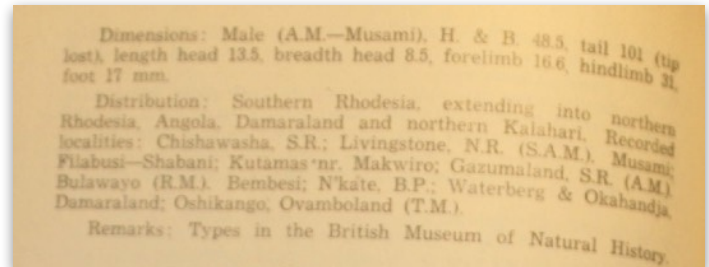 Dimensions: Male (A.M.—Musami), H. & B. 48.5, tail 101 (tip
lost), length head 13.5, breadth head 8.5, forelimb 16.6, hindlimb 31,
foot 17 mm.
Distribution: Southern Rhodesia, extending into northern
Rhodesia, Angola, Damaraland and northern Kalahari. Recorded
localities: Chishawasha, S.R.; Livingstone, N.R. (S.A.M.), Musami;
Filabusi—Shabani; Kutamas nr. Makwiro; Gazumaland, S.R. (A.M.)
Bulawayo (R.M.). Bembesi; N'kate, B.P.; Waterberg & Okahandja,
Damaraland; Oshikango, Ovamboland (T.M.).
Remarks: Types in the British Museum of Natural History.